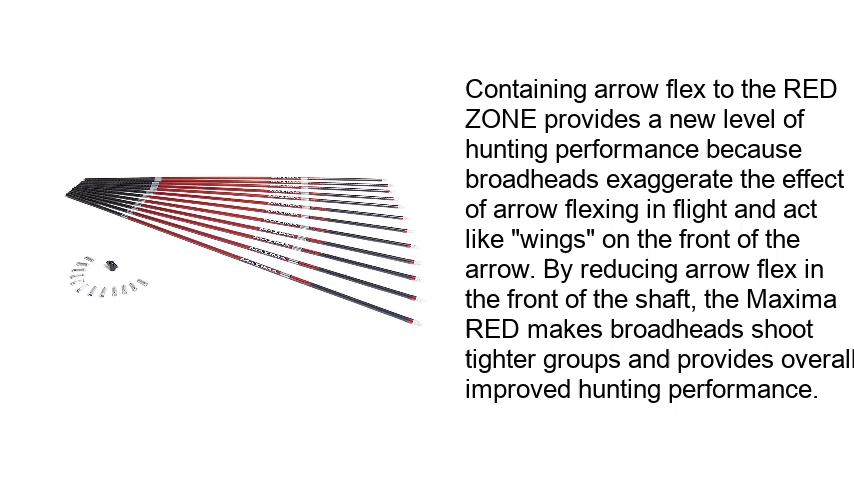 Containing arrow flex to the RED
ZONE provides a new level of
hunting performance because
broadheads exaggerate the effect
of arrow flexing in flight and act
like "wings" on the front of the
arrow. By reducing arrow flex in
the front of the shaft, the Maxima
RED makes broadheads shoot
tighter groups and provides overall
improved hunting performance.